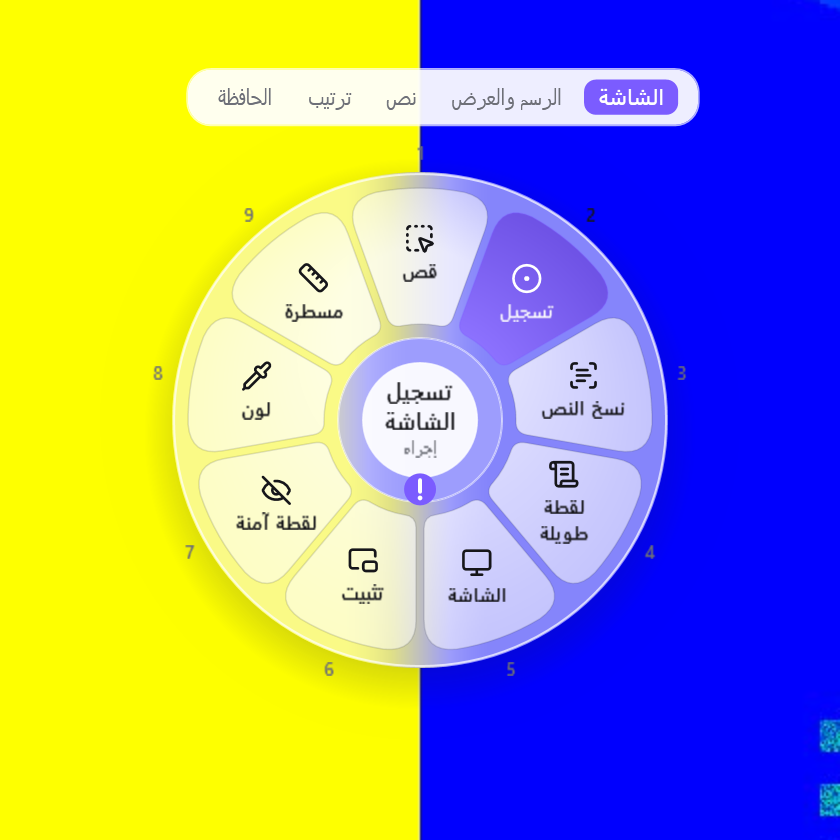 الشاشة
الرسم والعرض
نص
ترتيب
الحافظة
1
قص
2
تسجيل
3
نسخ النص
4
لقطة
طويلة
5
الشاشة
6
تثبيت
7
لقطة آمنة
8
لون
9
مسطرة
تسجيل
الشاشة
إجراء
!